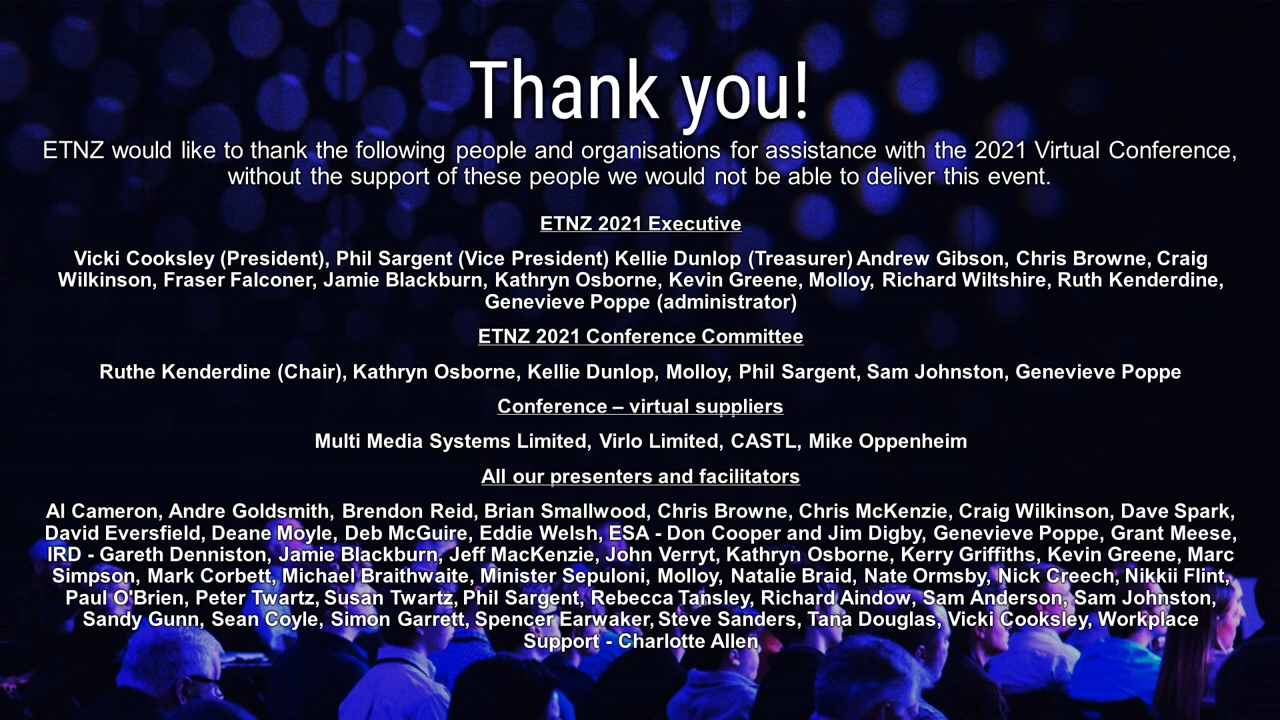 Thank you!
ETNZ would like to thank the following people and organisations for assistance with the 2021 Virtual Conference,
without the support of these people we would not be able to deliver this event.
ETNZ 2021 Executive
Vicki Cooksley (President), Phil Sargent (Vice President) Kellie Dunlop (Treasurer) Andrew Gibson, Chris Browne, Craig
Wilkinson, Fraser Falconer, Jamie Blackburn, Kathryn Osborne, Kevin Greene, Molloy, Richard Wiltshire, Ruth Kenderdine,
Genevieve Poppe (administrator)
ETNZ 2021 Conference Committee
Ruthe Kenderdine (Chair), Kathryn Osborne, Kellie Dunlop, Molloy, Phil Sargent, Sam Johnston, Genevieve Poppe
Conference – virtual suppliers
Multi Media Systems Limited, Virlo Limited, CASTL, Mike Oppenheim
All our presenters and facilitators
Al Cameron, Andre Goldsmith, Brendon Reid, Brian Smallwood, Chris Browne, Chris McKenzie, Craig Wilkinson, Dave Spark,
David Eversfield, Deane Moyle, Deb McGuire, Eddie Welsh, ESA - Don Cooper and Jim Digby, Genevieve Poppe, Grant Meese,
IRD - Gareth Denniston, Jamie Blackburn, Jeff MacKenzie, John Verryt, Kathryn Osborne, Kerry Griffiths, Kevin Greene, Marc
Simpson, Mark Corbett, Michael Braithwaite, Minister Sepuloni, Molloy, Natalie Braid, Nate Ormsby, Nick Creech, Nikkii Flint,
Paul O'Brien, Peter Twartz, Susan Twartz, Phil Sargent, Rebecca Tansley, Richard Aindow, Sam Anderson, Sam Johnston,
Sandy Gunn, Sean Coyle, Simon Garrett, Spencer Earwaker, Steve Sanders, Tana Douglas, Vicki Cooksley, Workplace
Support - Charlotte Allen